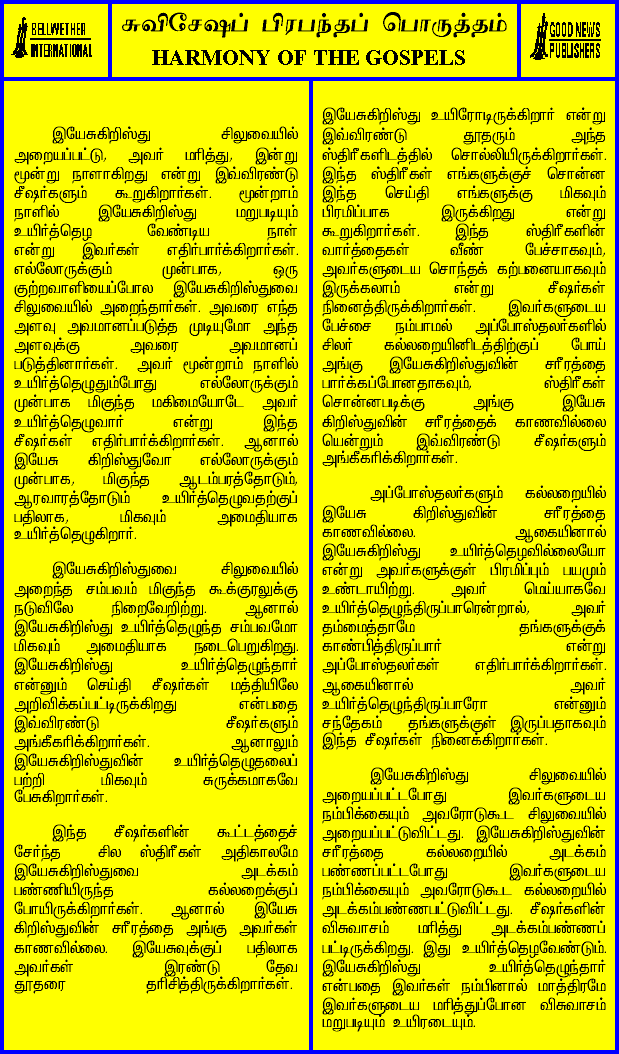 BELLWETHER
INTERNATIONAL
சுவிசேஷப் பிரபந்தப் பொருத்தம்
HARMONY OF THE GOSPELS
GOOD NEWS
PUBLISHERS
இயேசுகிறிஸ்து சிலுவையில்
அறையப்பட்டு, அவர் மரித்து, இன்று
மூன்று நாளாகிறது என்று இவ்விரண்டு
சீஷர்களும் கூறுகிறார்கள். மூன்றாம்
நாளில் இயேசுகிறிஸ்து மறுபடியும்
உயிர்த்தெழ வேண்டிய நாள்
என்று இவர்கள் எதிர்பார்க்கிறார்கள்.
எல்லோருக்கும் முன்பாக, ஒரு
குற்றவாளியைப்போல இயேசுகிறிஸ்துவை
சிலுவையில் அறைந்தார்கள். அவரை எந்த
அளவு அவமானப்படுத்த முடியுமோ அந்த
அளவுக்கு அவரை அவமானப்
படுத்தினார்கள். அவர் மூன்றாம் நாளில்
உயிர்த்தெழுதும்போது எல்லோருக்கும்
முன்பாக மிகுந்த மகிமையோடே அவர்
உயிர்த்தெழுவார் என்று இந்த
சீஷர்கள் எதிர்பார்க்கிறார்கள். ஆனால்
இயேசு கிறிஸ்துவோ எல்லோருக்கும்
முன்பாக, மிகுந்த ஆடம்பரத்தோடும்,
ஆரவாரத்தோடும் உயிர்த்தெழுவதற்குப்
பதிலாக, மிகவும் அமைதியாக
உயிர்த்தெழுகிறார்.
இயேசுகிறிஸ்துவை சிலுவையில்
அறைந்த சம்பவம் மிகுந்த கூக்குரலுக்கு
நடுவிலே நிறைவேறிற்று. ஆனால்
இயேசுகிறிஸ்து உயிர்த்தெழுந்த சம்பவமோ
மிகவும் அமைதியாக நடைபெறுகிறது.
இயேசுகிறிஸ்து உயிர்த்தெழுந்தார்
என்னும் செய்தி சீஷர்கள் மத்தியிலே
அறிவிக்கப்பட்டிருக்கிறது என்பதை
இவ்விரண்டு சீஷர்களும்
அங்கீகரிக்கிறார்கள். ஆனாலும்
இயேசுகிறிஸ்துவின் உயிர்த்தெழுதலைப்
பற்றி மிகவும் சுருக்கமாகவே
பேசுகிறார்கள்.
இந்த சீஷர்களின் கூட்டத்தைச்
சேர்ந்த சில ஸ்திரீகள் அதிகாலமே
இயேசுகிறிஸ்துவை அடக்கம்
பண்ணியிருந்த கல்லறைக்குப்
போயிருக்கிறார்கள். ஆனால் இயேசு
கிறிஸ்துவின் சரீரத்தை அங்கு அவர்கள்
காணவில்லை. இயேசுவுக்குப் பதிலாக
அவர்கள் இரண்டு தேவ
தூதரை தரிசித்திருக்கிறார்கள்.
இயேசுகிறிஸ்து உயிரோடிருக்கிறார் என்று
இவ்விரண்டு தூதரும் அந்த
ஸ்திரீகளிடத்தில் சொல்லியிருக்கிறார்கள்.
இந்த ஸ்திரீகள் எங்களுக்குச் சொன்ன
இந்த செய்தி எங்களுக்கு மிகவும்
பிரமிப்பாக இருக்கிறது என்று
கூறுகிறார்கள். இந்த ஸ்திரீகளின்
வார்த்தைகள் வீண் பேச்சாகவும்,
அவர்களுடைய சொந்தக் கற்பனையாகவும்
இருக்கலாம் என்று சீஷர்கள்
நினைத்திருக்கிறார்கள். இவர்களுடைய
பேச்சை நம்பாமல் அப்போஸ்தலர்களில்
சிலர் கல்லறையினிடத்திற்குப் போய்
அங்கு இயேசுகிறிஸ்துவின் சரீரத்தை
பார்க்கப்போனதாகவும், ஸ்திரீகள்
சொன்னபடிக்கு அங்கு இயேசு
கிறிஸ்துவின் சரீரத்தைக் காணவில்லை
யென்றும் இவ்விரண்டு சீஷர்களும்
அங்கீகரிக்கிறார்கள்.
அப்போஸ்தலர்களும் கல்லறையில்
இயேசு கிறிஸ்துவின் சரீரத்தை
காணவில்லை. ஆகையினால்
இயேசுகிறிஸ்து உயிர்த்தெழவில்லையோ
என்று அவர்களுக்குள் பிரமிப்பும் பயமும்
உண்டாயிற்று. அவர் மெய்யாகவே
உயிர்த்தெழுந்திருப்பாரென்றால், அவர்
தம்மைத்தாமே தங்களுக்குக்
காண்பித்திருப்பார் என்று
அப்போஸ்தலர்கள் எதிர்பார்க்கிறார்கள்.
ஆகையினால் அவர்
உயிர்த்தெழுந்திருப்பாரோ என்னும்
சந்தேகம் தங்களுக்குள் இருப்பதாகவும்
இந்த சீஷர்கள் நினைக்கிறார்கள்.
இயேசுகிறிஸ்து சிலுவையில்
அறையப்பட்டபோது இவர்களுடைய
நம்பிக்கையும் அவரோடுகூட சிலுவையில்
அறையப்பட்டுவிட்டது. இயேசுகிறிஸ்துவின்
சரீரத்தை கல்லறையில் அடக்கம்
பண்ணப்பட்டபோது இவர்களுடைய
நம்பிக்கையும் அவரோடுகூட கல்லறையில்
அடக்கம்பண்ணபட்டுவிட்டது. சீஷர்களின்
விசுவாசம் மரித்து அடக்கம்பண்ணப்
பட்டிருக்கிறது. இது உயிர்த்தெழவேண்டும்.
இயேசுகிறிஸ்து உயிர்த்தெழுந்தார்
என்பதை இவர்கள் நம்பினால் மாத்திரமே
இவர்களுடைய மரித்துப்போன விசுவாசம்
மறுபடியும் உயிரடையும்.